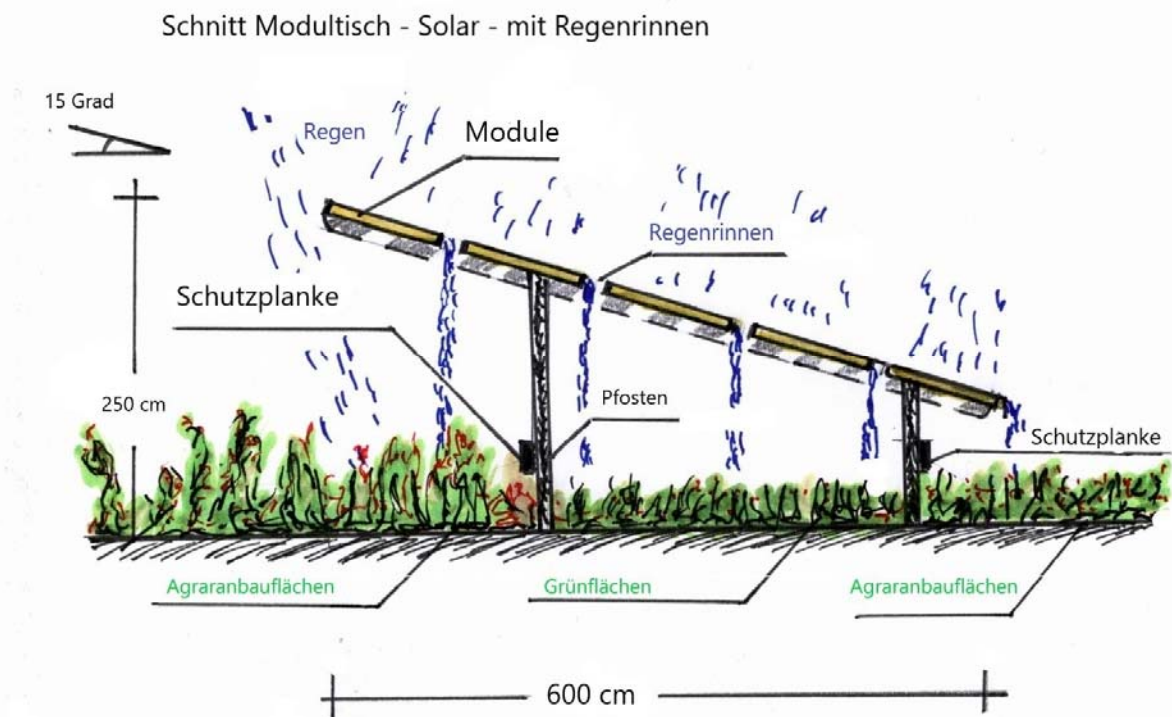 Schnitt Modultisch - Solar - mit Regenrinnen
15 Grad
Regen
Module
Regenrinnen
Schutzplanke
250 cm
Pfosten
Schutzplanke
Agraranbauflächen
Grünflächen
Agraranbauflächen
600 cm